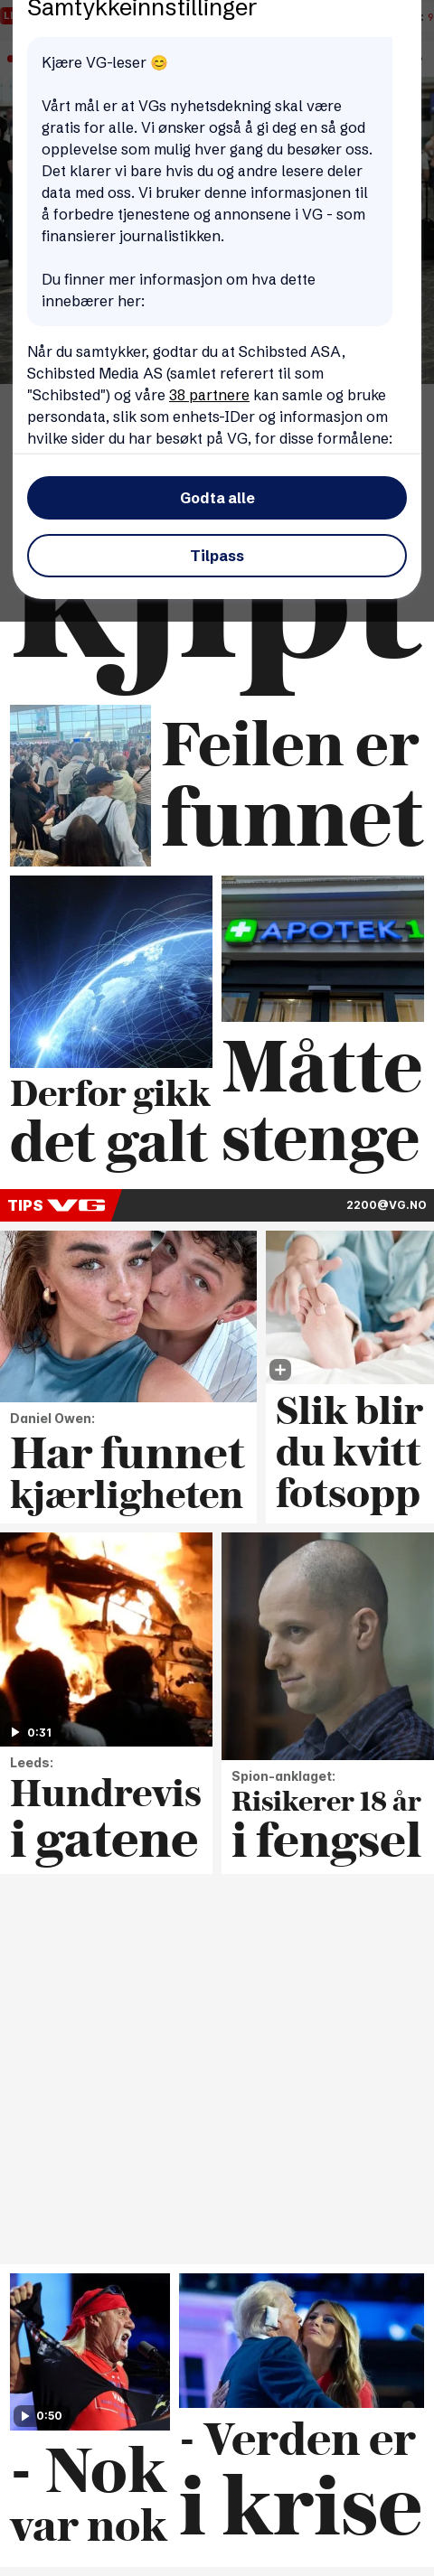 Samtykkeinnstillinger
Kjære VG-leser 😊
Vårt mål er at VGs nyhetsdekning skal være
gratis for alle. Vi ønsker også å gi deg en så god
opplevelse som mulig hver gang du besøker oss.
Det klarer vi bare hvis du og andre lesere deler
data med oss. Vi bruker denne informasjonen til
å forbedre tjenestene og annonsene i VG - som
finansierer journalistikken.
Du finner mer informasjon om hva dette
innebærer her:
Når du samtykker, godtar du at Schibsted ASA,
Schibsted Media AS (samlet referert til som
"Schibsted") og våre 38 partnere kan samle og bruke
persondata, slik som enhets-IDer og informasjon om
hvilke sider du har besøkt på VG, for disse formålene:
Godta alle
Tilpass
kjipt
Feilen er
funnet
APOTEK 1
Derfor gikk
det galt
Måtte
stenge
TIPS VG
2200@VG.NO
Daniel Owen:
Har funnet
kjærligheten
Slik blir
du kvitt
fotsopp
0:31
Leeds:
Hundrevis
i gatene
Spion-anklaget:
Risikerer 18 år
i fengsel
0:50
- Nok
var nok
- Verden er
i krise